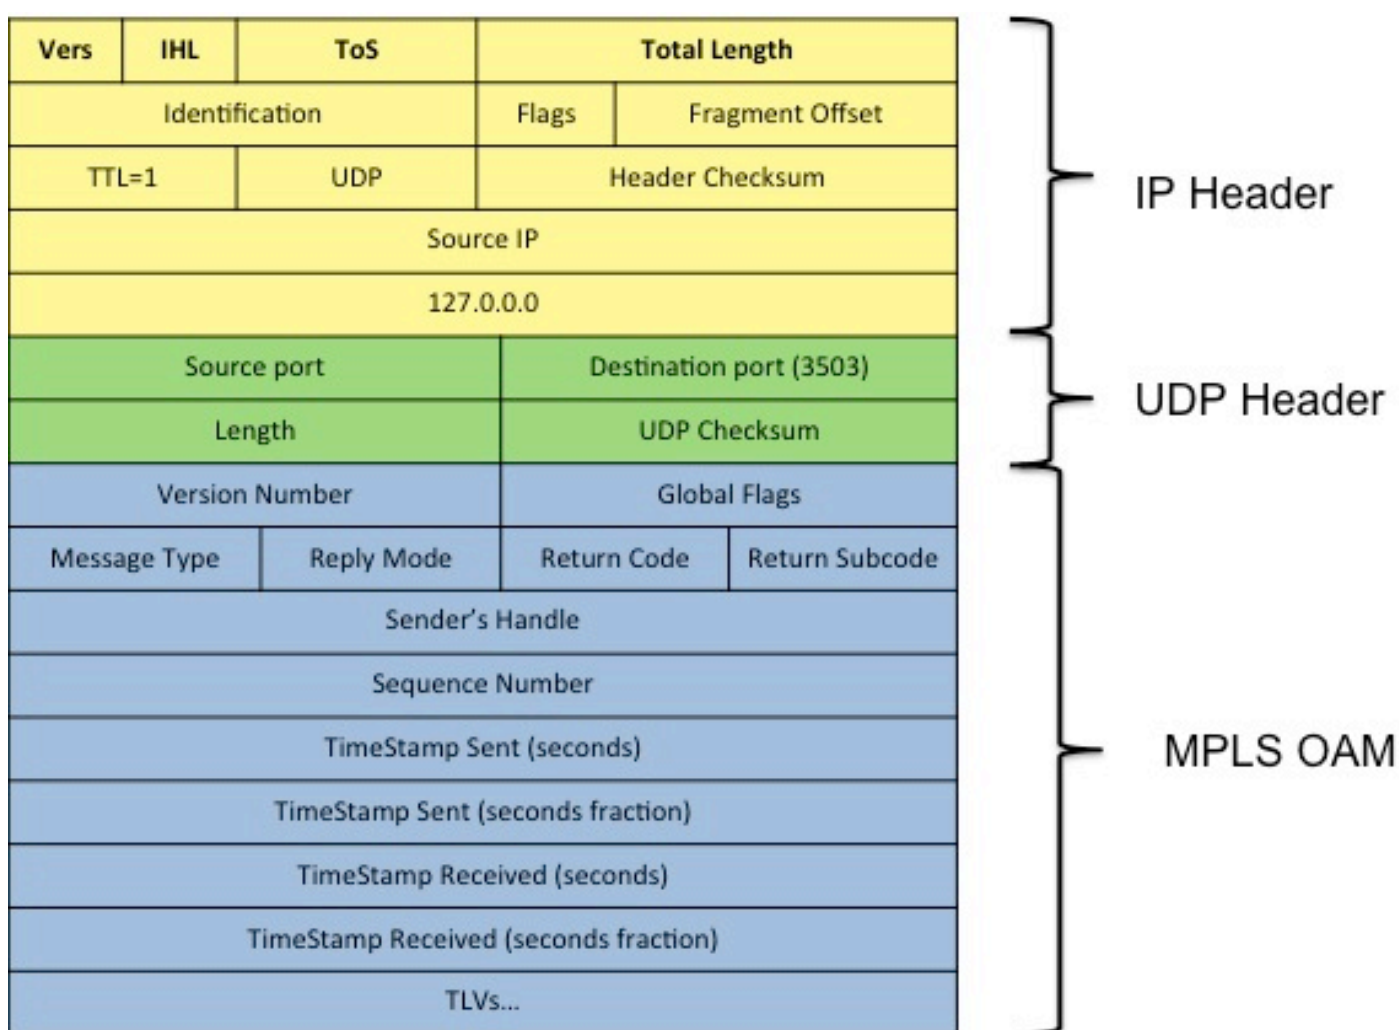 Vers IHL ToS Total Length
Identification Flags Fragment Offset
TTL=1 UDP Header Checksum
IP Header
Source IP
127.0.0.0
Source port Destination port (3503)
UDP Header
Length UDP Checksum
Version Number Global Flags
Message Type Reply Mode Return Code Return Subcode
Sender’s Handle
Sequence Number
TimeStamp Sent (seconds)
MPLS OAM
TimeStamp Sent (seconds fraction)
TimeStamp Received (seconds)
TimeStamp Received (seconds fraction)
TLVs...